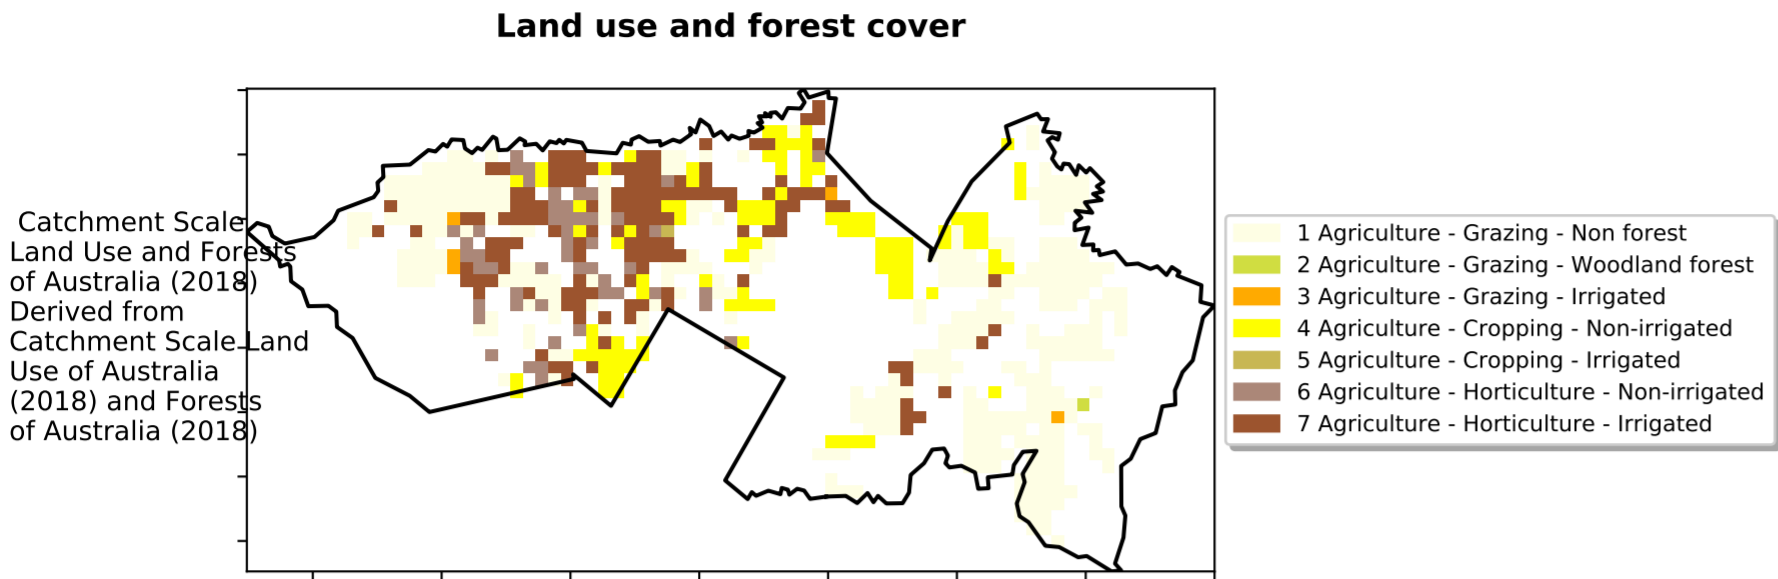 Land use and forest cover
Catchment Scale
Land Use and Forests
of Australia (2018)
Derived from
Catchment Scale Land
Use of Australia
(2018) and Forests
of Australia (2018)
1 Agriculture - Grazing - Non forest
2 Agriculture - Grazing - Woodland forest
3 Agriculture - Grazing - Irrigated
4 Agriculture - Cropping - Non-irrigated
5 Agriculture - Cropping - Irrigated
6 Agriculture - Horticulture - Non-irrigated
7 Agriculture - Horticulture - Irrigated